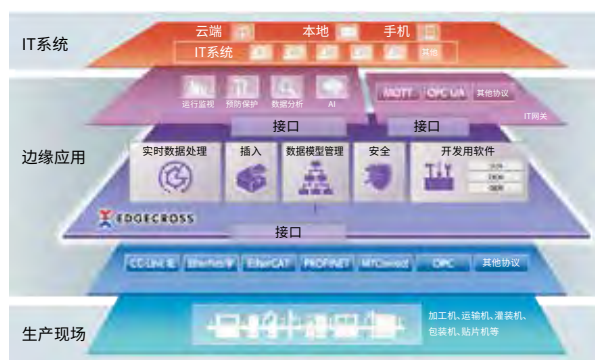 IT系统
云端
本地
手机
IT系统
其他
运行监视
预防保护
数据分析
AI
MQTT
OPC UA
其他协议
IT网关
接口
接口
边缘应用
实时数据处理
插入
数据模型管理
安全
开发用软件
EDGECROSS
接口
CC-Link IE
EtherNet/IP
EtherCAT
PROFINET
MTConnect
OPC
其他协议
生产现场
加工机、运输机、灌装机、
包装机、贴片机等